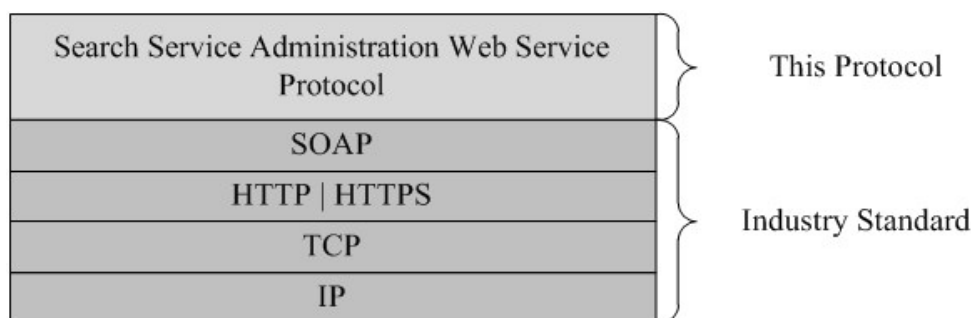 Search Service Administration Web Service
Protocol
This Protocol
SOAP
HTTP | HTTPS
TCP
IP
Industry Standard